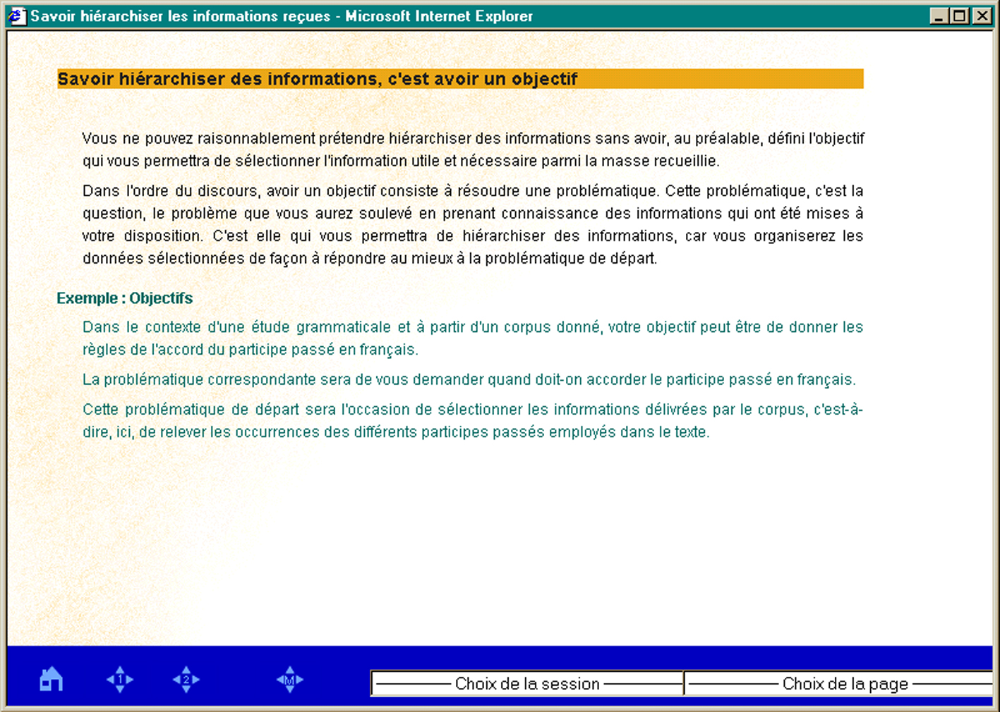 Savoir hiérarchiser les informations reçues - Microsoft Internet Explorer
Savoir hiérarchiser des informations, c'est avoir un objectif
Vous ne pouvez raisonnablement prétendre hiérarchiser des informations sans avoir, au préalable, défini l'objectif
qui vous permettra de sélectionner l'information utile et nécessaire parmi la masse recueillie.
Dans l'ordre du discours, avoir un objectif consiste à résoudre une problématique. Cette problématique, c'est la
question, le problème que vous aurez soulevé en prenant connaissance des informations qui ont été mises à
votre disposition. C'est elle qui vous permettra de hiérarchiser des informations, car vous organiserez les
données sélectionnées de façon à répondre au mieux à la problématique de départ.
Exemple : Objectifs
Dans le contexte d'une étude grammaticale et à partir d'un corpus donné, votre objectif peut être de donner les
règles de l'accord du participe passé en français.
La problématique correspondante sera de vous demander quand doit-on accorder le participe passé en français.
Cette problématique de départ sera l'occasion de sélectionner les informations délivrées par le corpus, c'est-à-
dire, ici, de relever les occurrences des différents participes passés employés dans le texte.
1 2 M Choix de la session Choix de la page